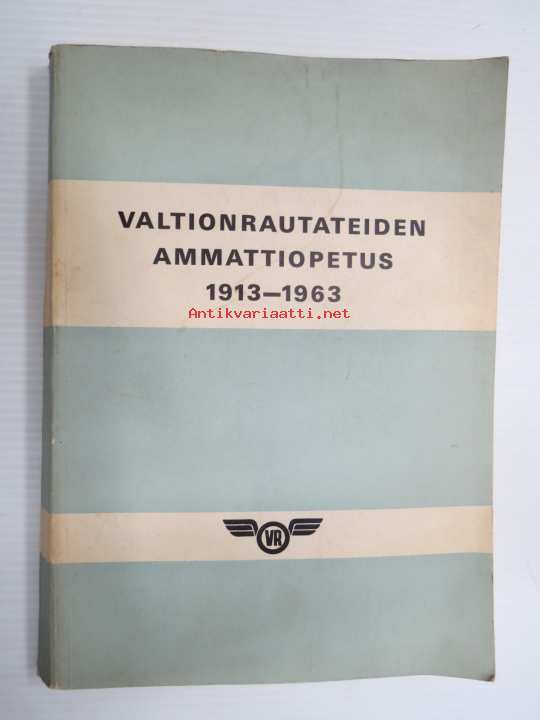 VALTIONRAUTATEIDEN
AMMATTIOPETUS
1913—1963
Antikvariaatti.net
VR